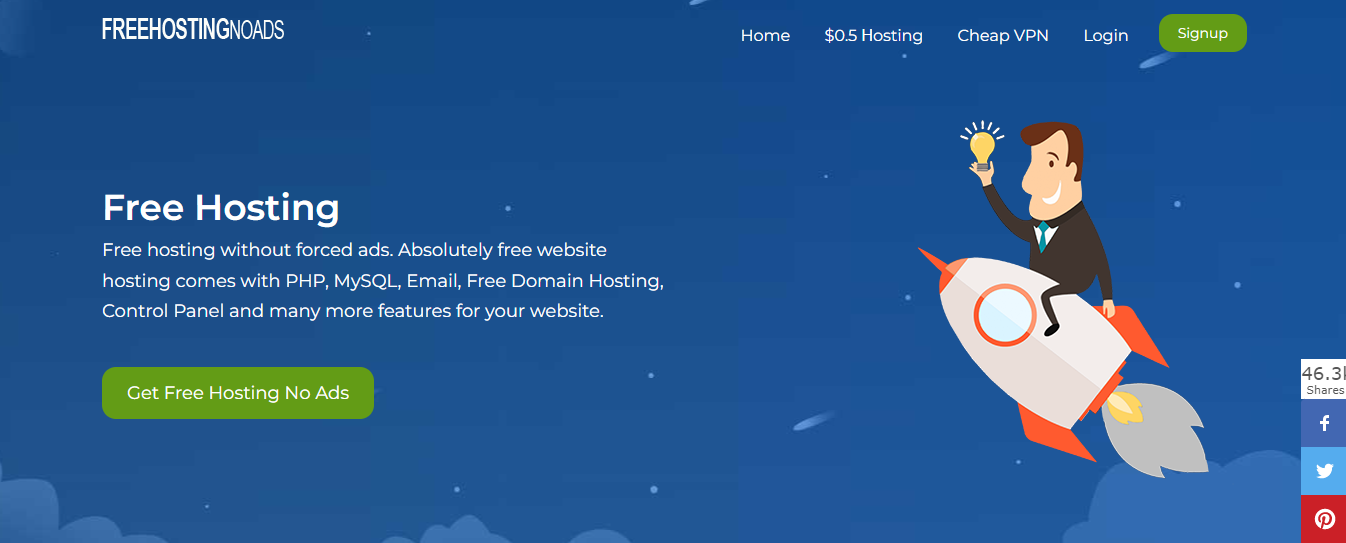 FREEHOSTINGNOADS
Home
$0.5 Hosting
Cheap VPN
Login
Signup
Free Hosting
Free hosting without forced ads. Absolutely free website
hosting comes with PHP, MySQL, Email, Free Domain Hosting,
Control Panel and many more features for your website.
Get Free Hosting No Ads
46.3k
Shares